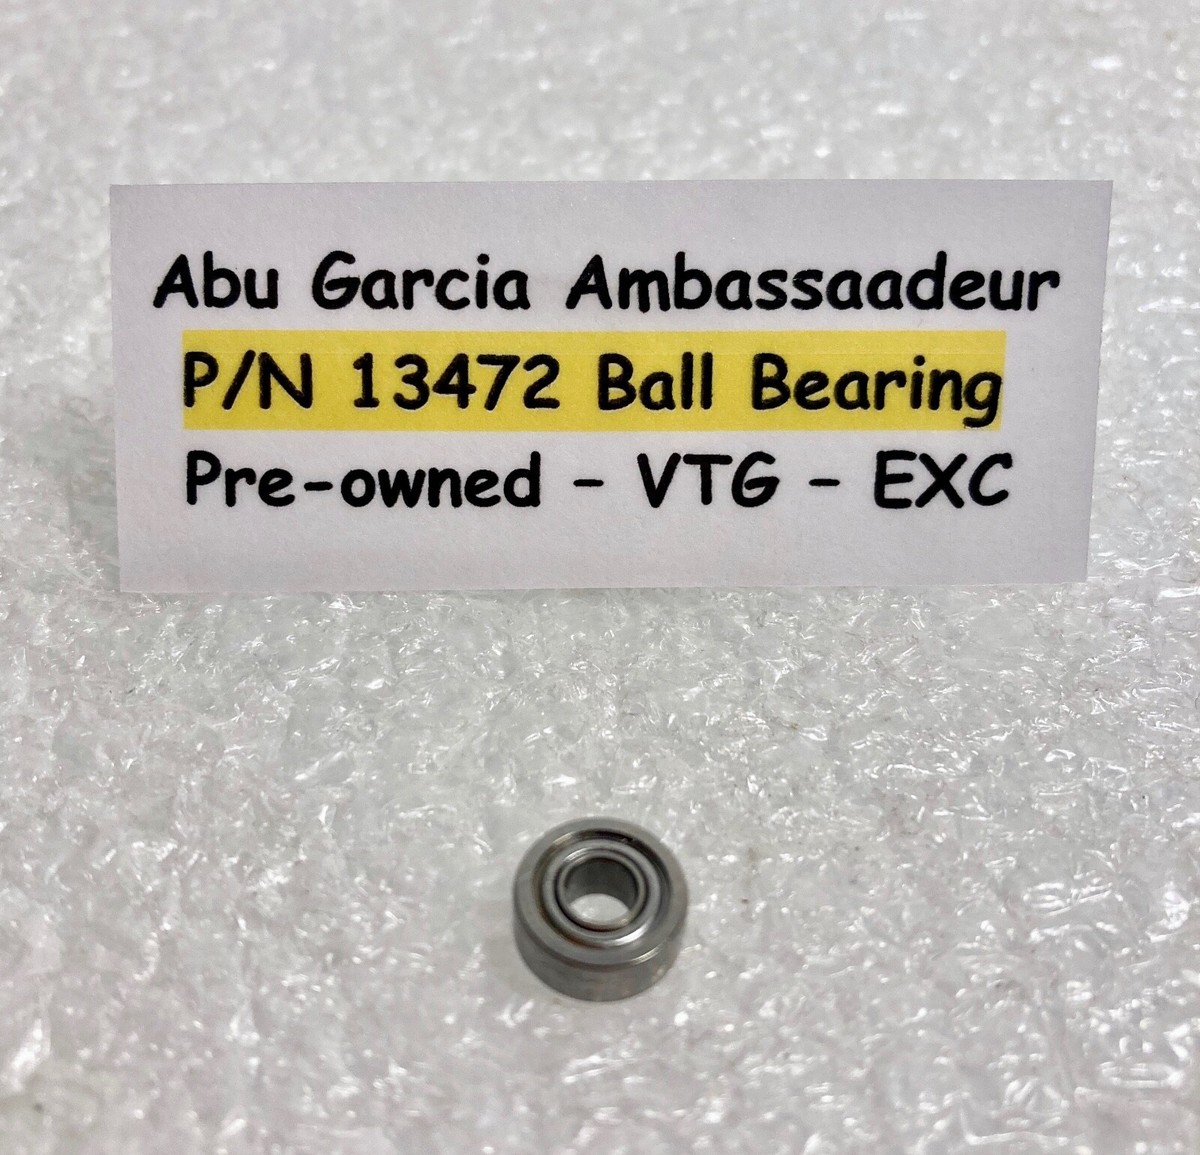 Abu Garcia Ambassaadeur
P/N 13472 Ball Bearing
Pre-owned - VTG - EXC